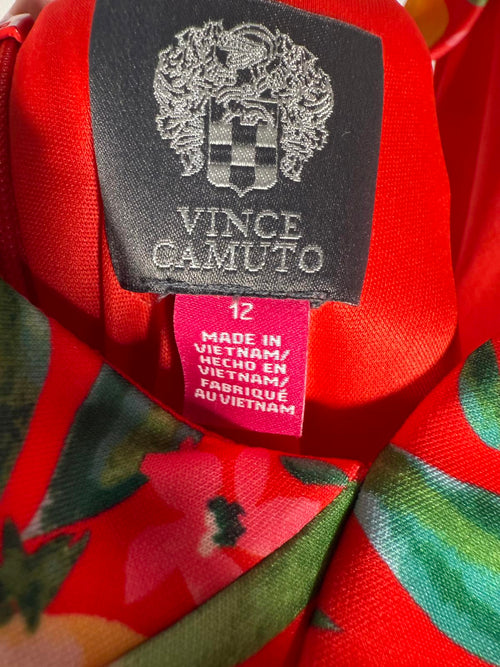 VINCE
CAMUTO
12
MADE IN
VIETNAM/
HECHO EN
VIETNAM/
FABRIQUÉ
AU VIETNAM